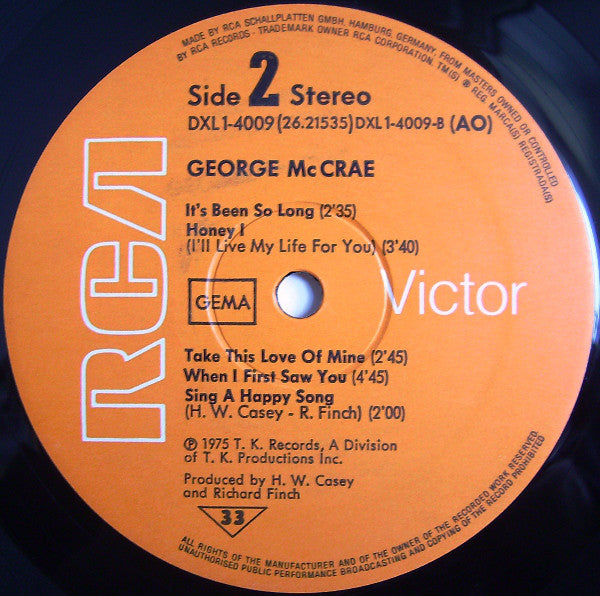 MADE BY RCA SCHALLPLATTEN GMBH, HAMBURG, GERMANY, FROM MASTERS OWNED OR CONTROLLED
BY RCA RECORDS · TRADEMARK OWNER RCA CORPORATION. TM(S) ® REG. MARCA(S) REGISTRADA(S)
Side 2 Stereo
DXL 1-4009 (26.21535) DXL 1-4009-B (AO)
GEORGE McCRAE
It's Been So Long (2'35)
Honey I
(I'll Live My Life For You) (3'40)
RCA
GEMA
Victor
Take This Love Of Mine (2'45)
When I First Saw You (4'45)
Sing A Happy Song
(H. W. Casey - R. Finch) (2'00)
℗ 1975 T. K. Records, A Division
of T. K. Productions Inc.
Produced by H. W. Casey
and Richard Finch
33
ALL RIGHTS OF THE MANUFACTURER AND OF THE OWNER OF THE RECORDED WORK RESERVED.
UNAUTHORISED PUBLIC PERFORMANCE BROADCASTING AND COPYING OF THE RECORD PROHIBITED